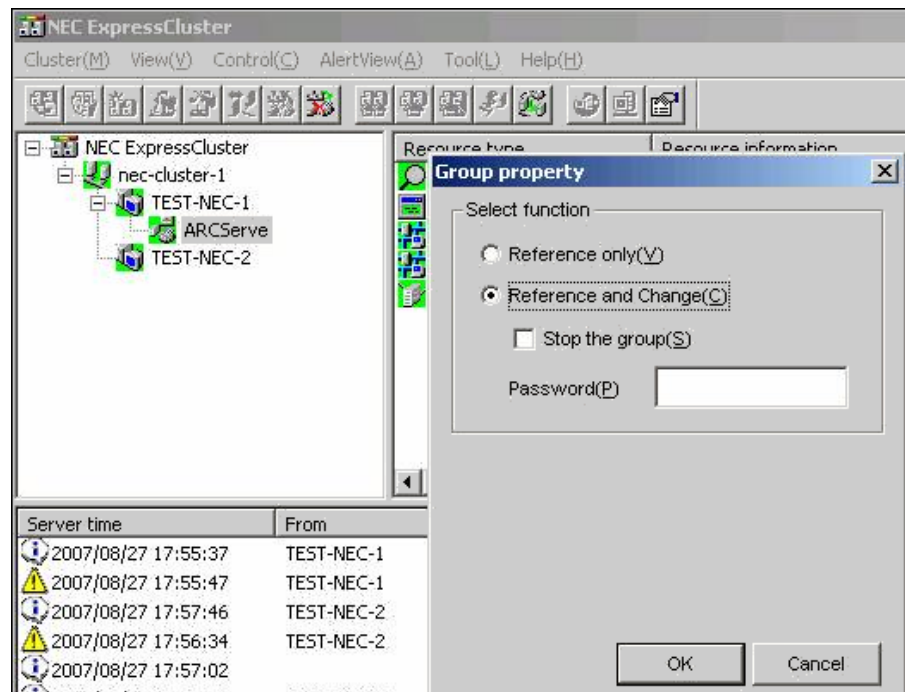 NEC ExpressCluster
Cluster(M) View(V) Control(C) AlertView(A) Tool(L) Help(H)
NEC ExpressCluster
nec-cluster-1
TEST-NEC-1
ARCServe
TEST-NEC-2
Resource type Resource information
Group property
Select function
Reference only(V)
Reference and Change(C)
Stop the group(S)
Password(P)
OK Cancel
Server time From
2007/08/27 17:55:37 TEST-NEC-1
2007/08/27 17:55:47 TEST-NEC-1
2007/08/27 17:57:46 TEST-NEC-2
2007/08/27 17:56:34 TEST-NEC-2
2007/08/27 17:57:02